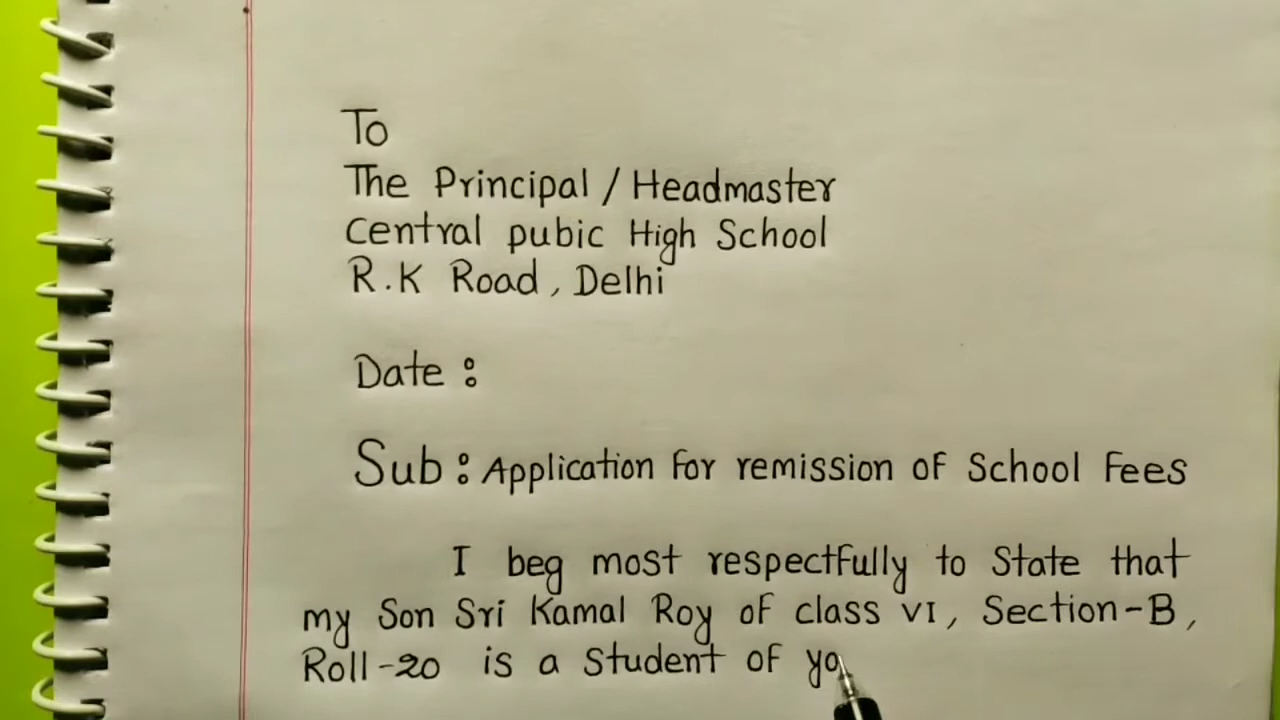 To
The Principal / Headmaster
Central pubic High School
R.K Road, Delhi
Date :
Sub : Application for remission of School Fees
I beg most respectfully to State that
my Son Sri Kamal Roy of class VI, Section-B,
Roll-20 is a Student of yo